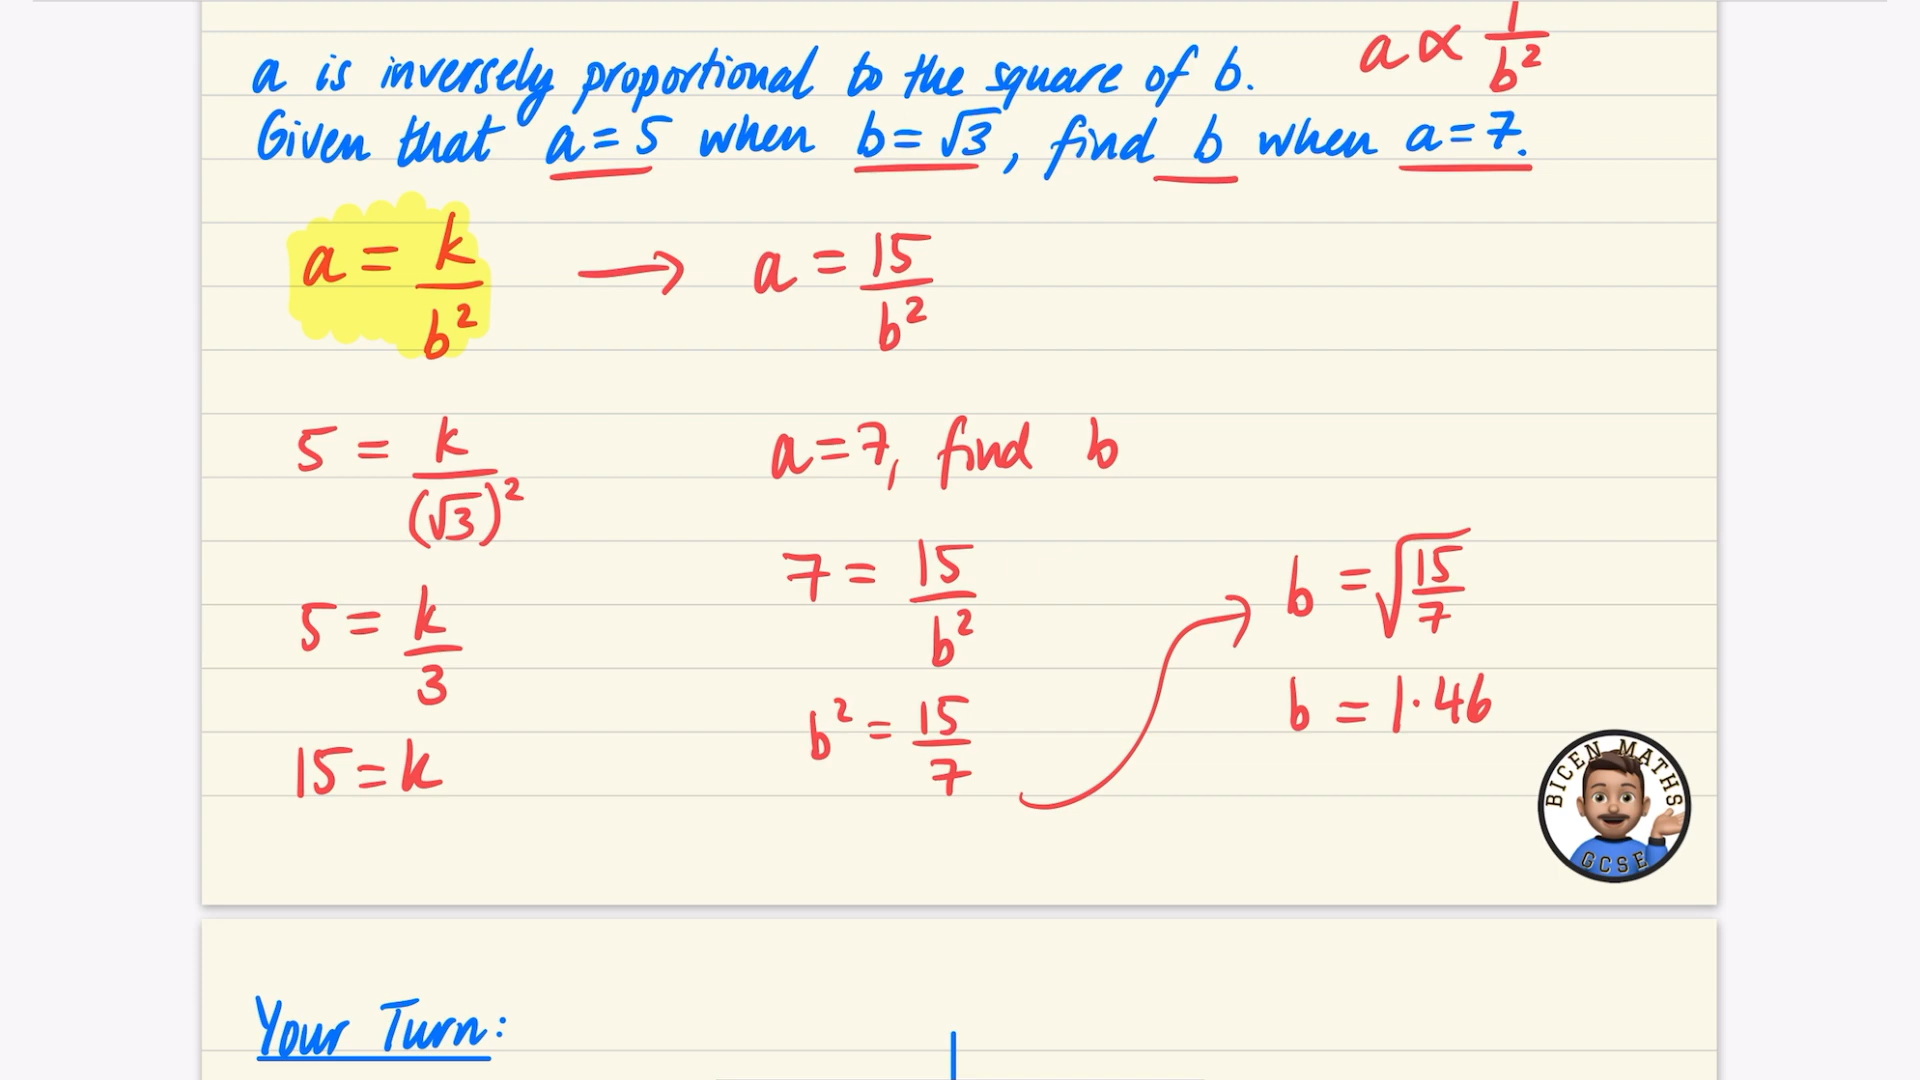 a ∝ 1/b²
a is inversely proportional to the square of b.
Given that a = 5 when b = √3, find b when a = 7.
a = k/b² → a = 15/b²
5 = k/(√3)²
5 = k/3
15 = k
a = 7, find b
7 = 15/b²
b² = 15/7
b = √(15/7)
b = 1·46
BICEN MATHS
GCSE
Your Turn: